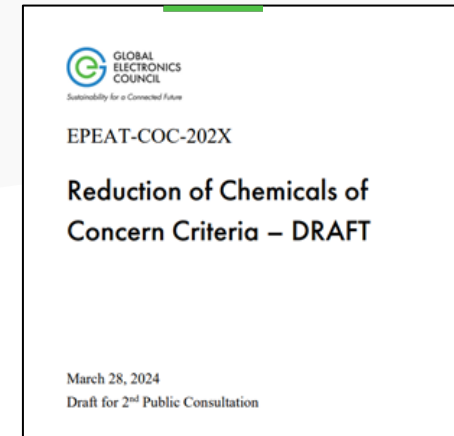 GLOBAL
ELECTRONICS
COUNCIL
Sustainability for a Connected Future
EPEAT-COC-202X
Reduction of Chemicals of
Concern Criteria – DRAFT
March 28, 2024
Draft for 2nd Public Consultation